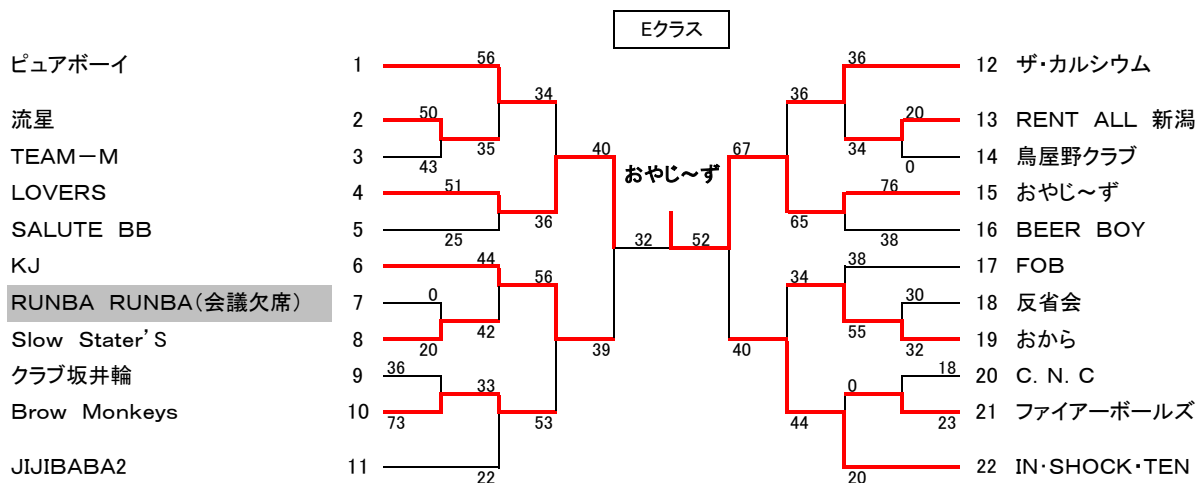 Eクラス
ピュアボーイ 1 56 36 12 ザ・カルシウム
34 36
流星 2 50 20 13 RENT ALL 新潟
35 40 67 34
TEAM－M 3 43 おやじ～ず 0 14 鳥屋野クラブ
LOVERS 4 51 76 15 おやじ～ず
36 65
SALUTE BB 5 25 32 52 38 16 BEER BOY
KJ 6 44 38 17 FOB
56 34
RUNBA RUNBA(会議欠席) 7 0 30 18 反省会
42 55
Slow Stater'S 8 20 39 40 32 19 おから
クラブ坂井輪 9 36 18 20 C．N．C
33 0
Brow Monkeys 10 73 53 44 23 21 ファイアーボールズ
JIJIBABA2 11 22 20 22 IN・SHOCK・TEN